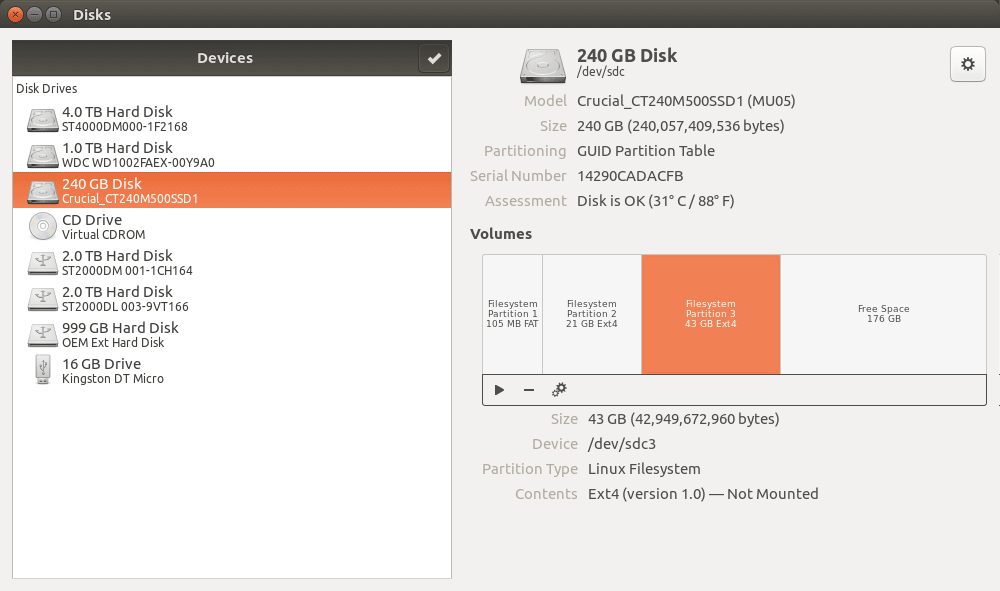 Disks
Devices
Disk Drives
4.0 TB Hard Disk
ST4000DM000-1F2168
1.0 TB Hard Disk
WDC WD1002FAEX-00Y9A0
240 GB Disk
Crucial_CT240M500SSD1
CD Drive
Virtual CDROM
2.0 TB Hard Disk
ST2000DM 001-1CH164
2.0 TB Hard Disk
ST2000DL 003-9VT166
999 GB Hard Disk
OEM Ext Hard Disk
16 GB Drive
Kingston DT Micro
240 GB Disk
/dev/sdc
Model Crucial_CT240M500SSD1 (MU05)
Size 240 GB (240,057,409,536 bytes)
Partitioning GUID Partition Table
Serial Number 14290CADACFB
Assessment Disk is OK (31° C / 88° F)
Volumes
Filesystem
Partition 1
105 MB FAT
Filesystem
Partition 2
21 GB Ext4
Filesystem
Partition 3
43 GB Ext4
Free Space
176 GB
Size 43 GB (42,949,672,960 bytes)
Device /dev/sdc3
Partition Type Linux Filesystem
Contents Ext4 (version 1.0) — Not Mounted